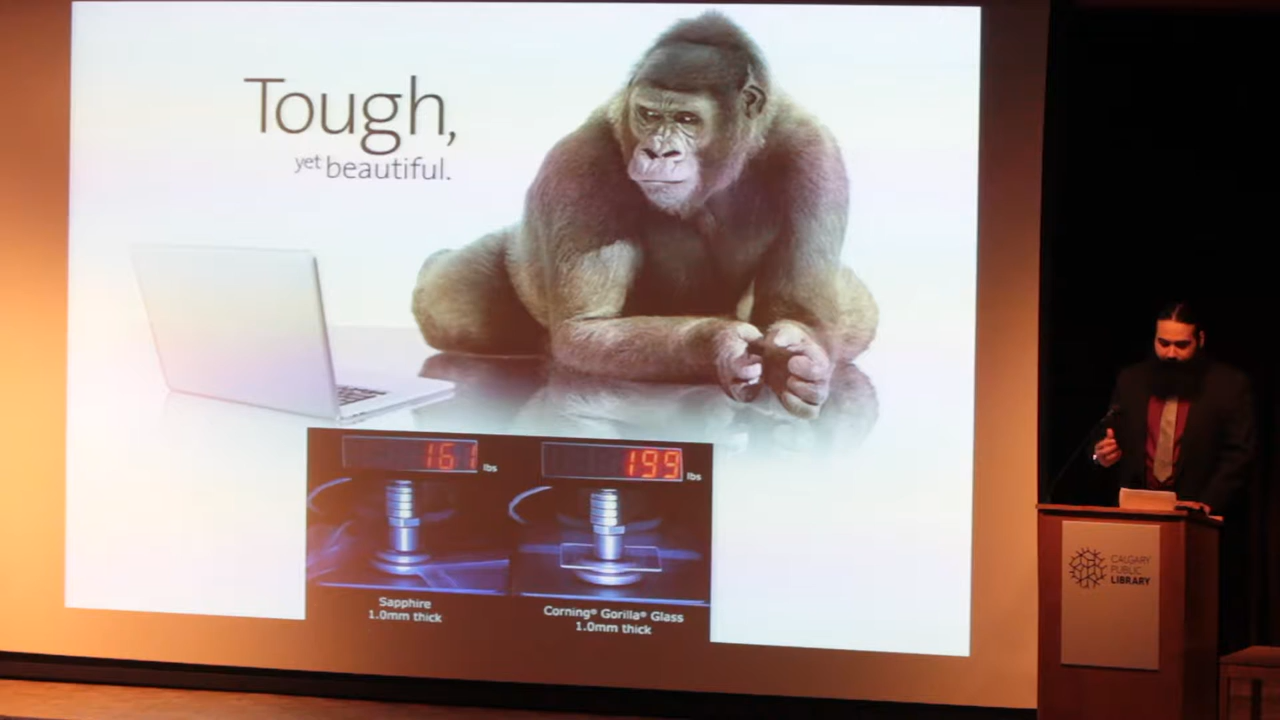 Tough,
yet beautiful.
161 lbs
199 lbs
Sapphire
1.0mm thick
Corning® Gorilla® Glass
1.0mm thick
CALGARY
PUBLIC
LIBRARY